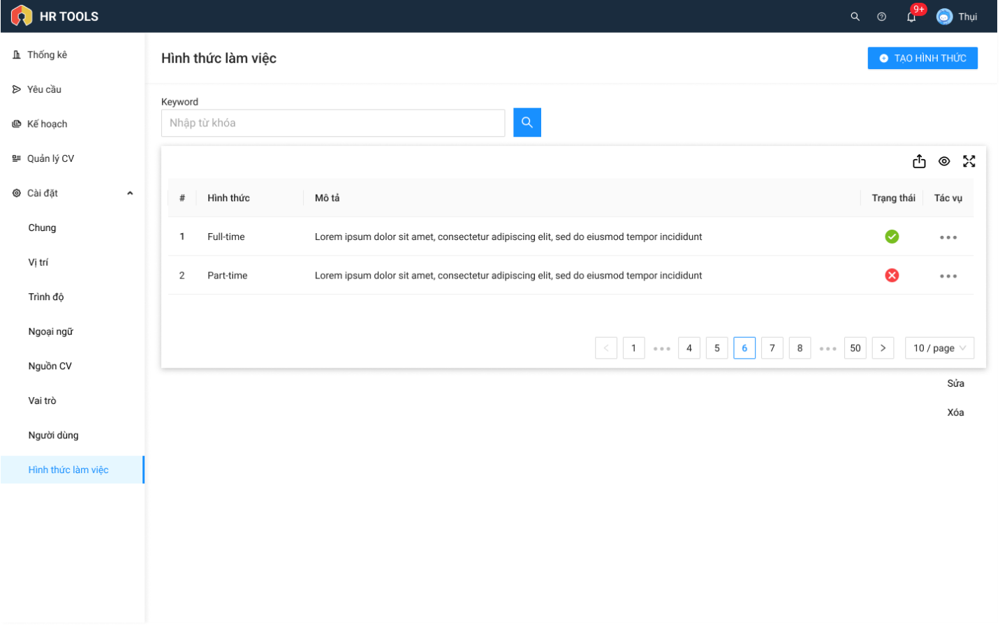 HR TOOLS
9+
Thụi
Thống kê
Yêu cầu
Kế hoạch
Quản lý CV
Cài đặt
Chung
Vị trí
Trình độ
Ngoại ngữ
Nguồn CV
Vai trò
Người dùng
Hình thức làm việc
Hình thức làm việc
TẠO HÌNH THỨC
Keyword
Nhập từ khóa
# Hình thức Mô tả Trạng thái Tác vụ
1 Full-time Lorem ipsum dolor sit amet, consectetur adipiscing elit, sed do eiusmod tempor incididunt
2 Part-time Lorem ipsum dolor sit amet, consectetur adipiscing elit, sed do eiusmod tempor incididunt
< 1 ••• 4 5 6 7 8 ••• 50 > 10 / page
Sửa
Xóa